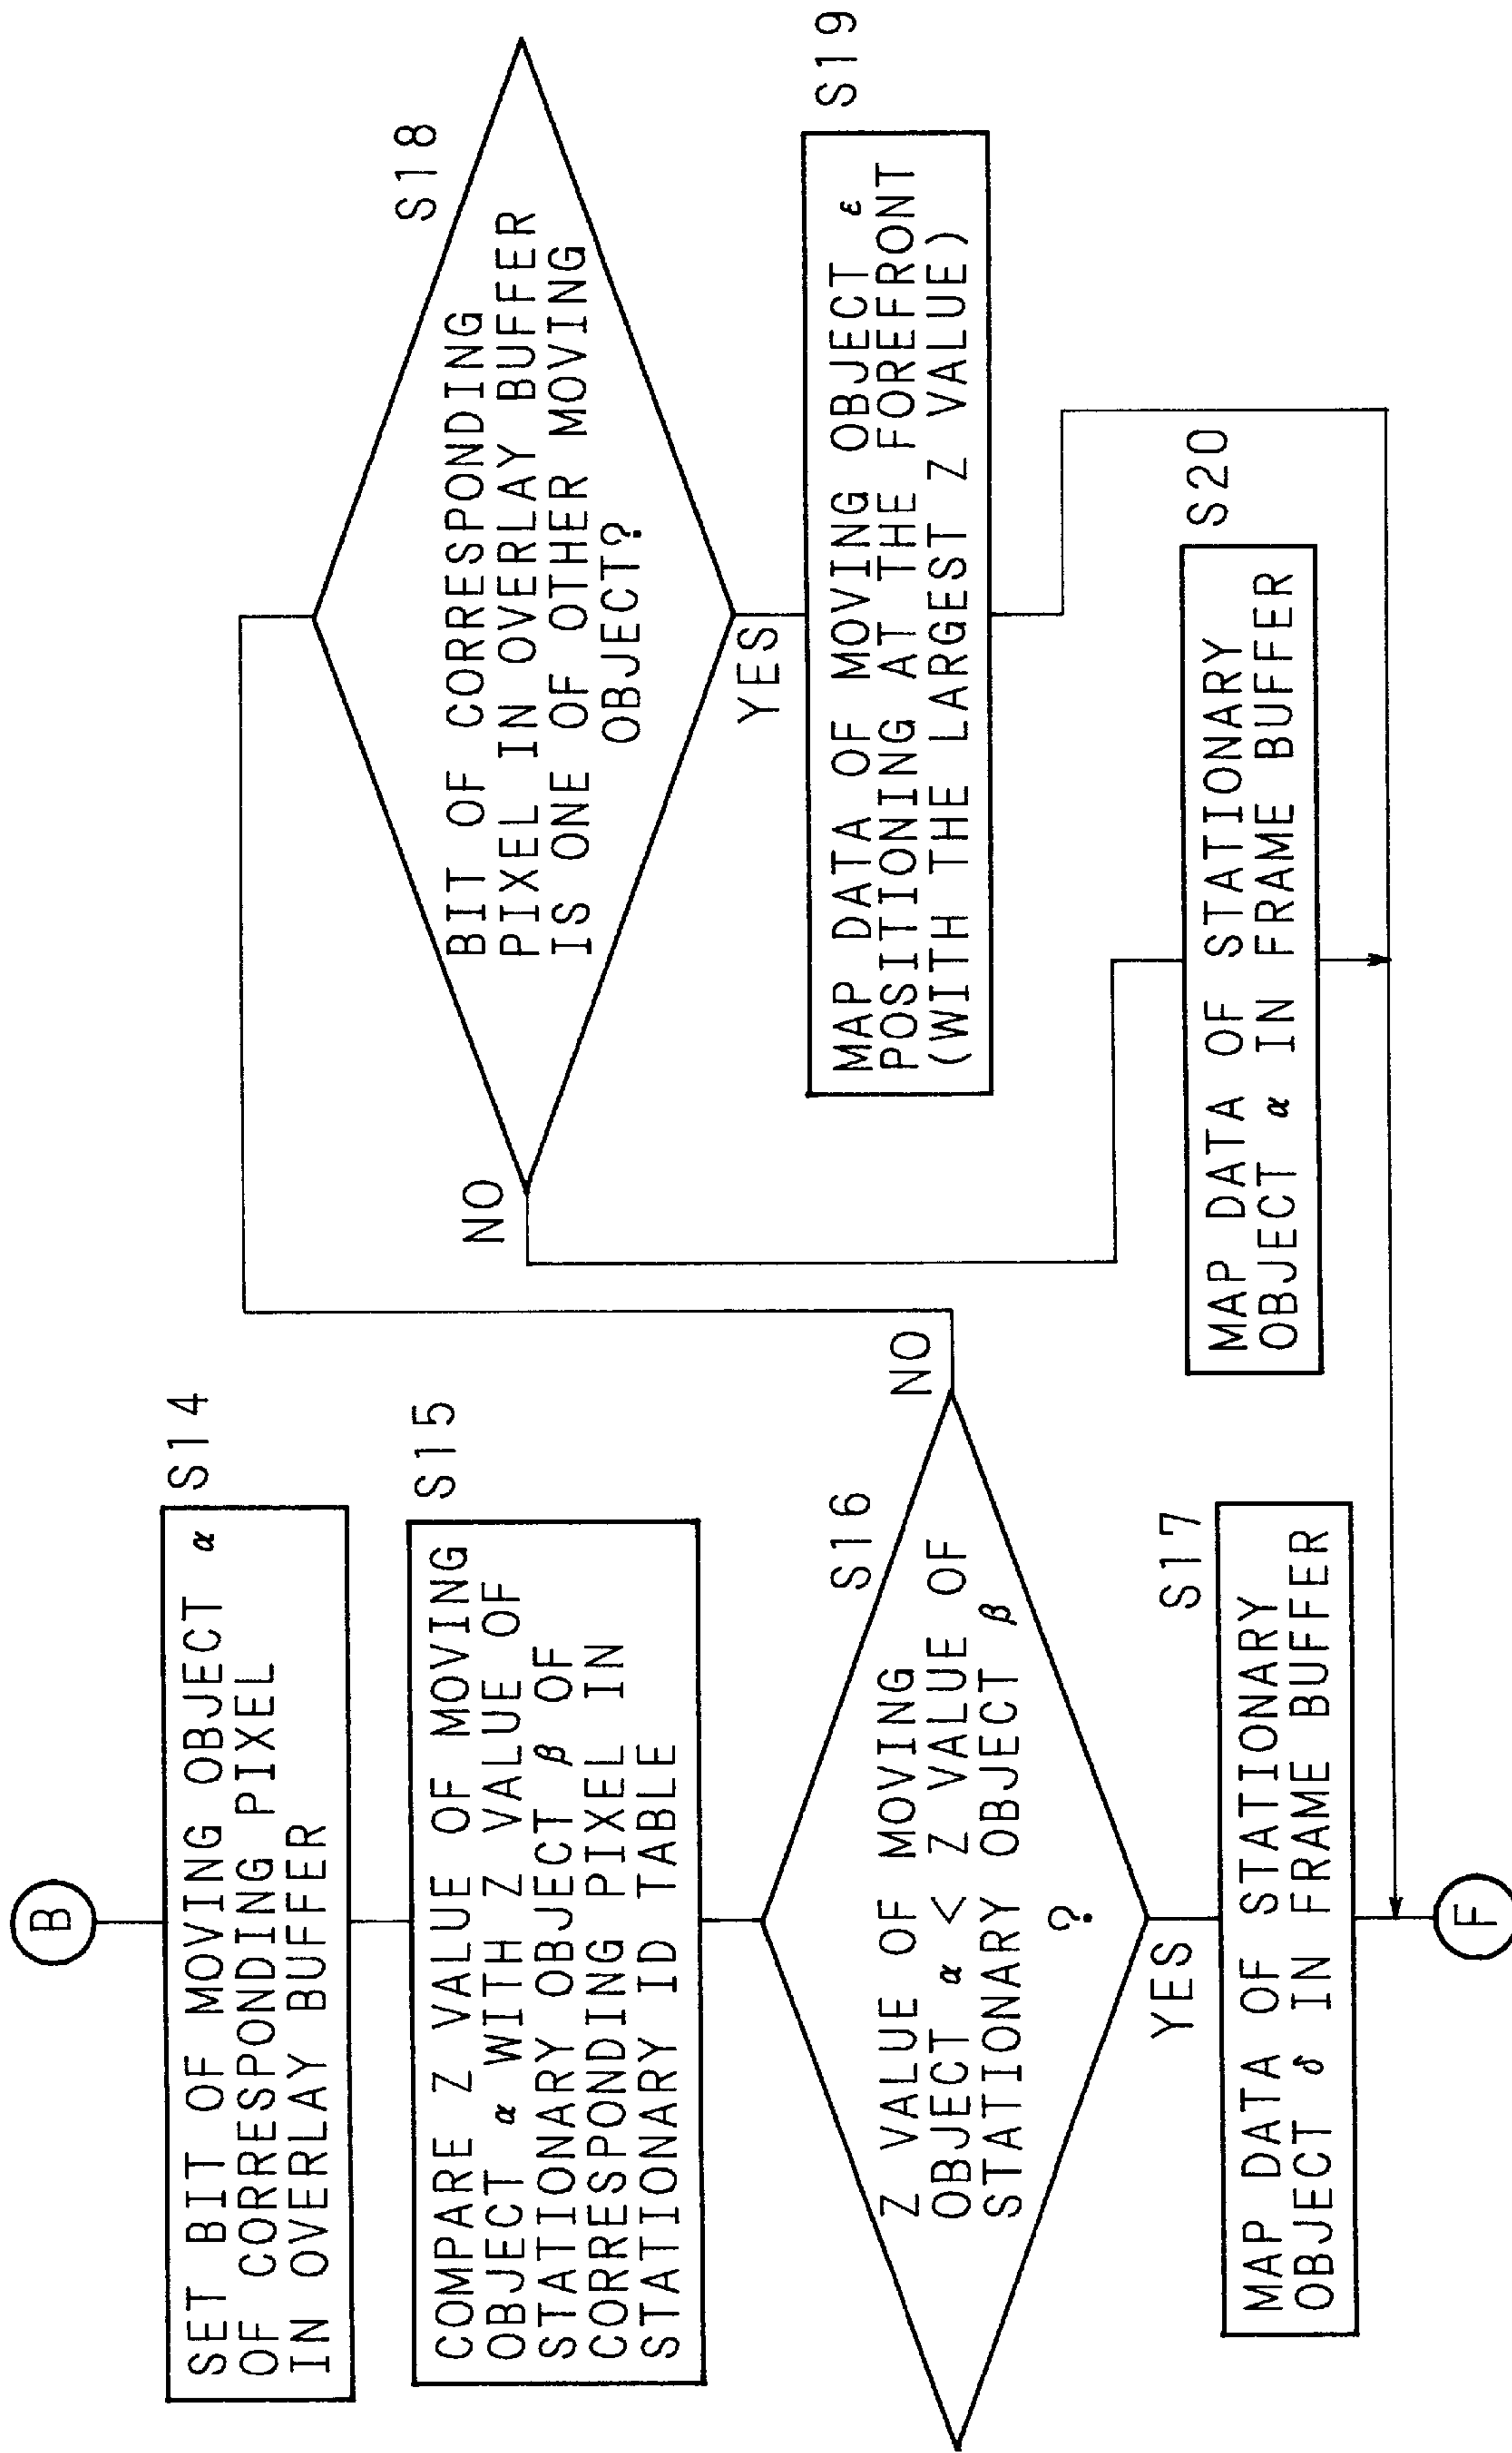 B
S14
SET BIT OF MOVING OBJECT α
OF CORRESPONDING PIXEL
IN OVERLAY BUFFER
S15
COMPARE Z VALUE OF MOVING
OBJECT α WITH Z VALUE OF
STATIONARY OBJECT β OF
CORRESPONDING PIXEL IN
STATIONARY ID TABLE
S16
Z VALUE OF MOVING
OBJECT α < Z VALUE OF
STATIONARY OBJECT β
?
NO
YES
S17
MAP DATA OF STATIONARY
OBJECT δ IN FRAME BUFFER
F
S18
BIT OF CORRESPONDING
PIXEL IN OVERLAY BUFFER
IS ONE OF OTHER MOVING
OBJECT?
NO
YES
S19
MAP DATA OF MOVING OBJECT ε
POSITIONING AT THE FOREFRONT
(WITH THE LARGEST Z VALUE)
S20
MAP DATA OF STATIONARY
OBJECT α IN FRAME BUFFER